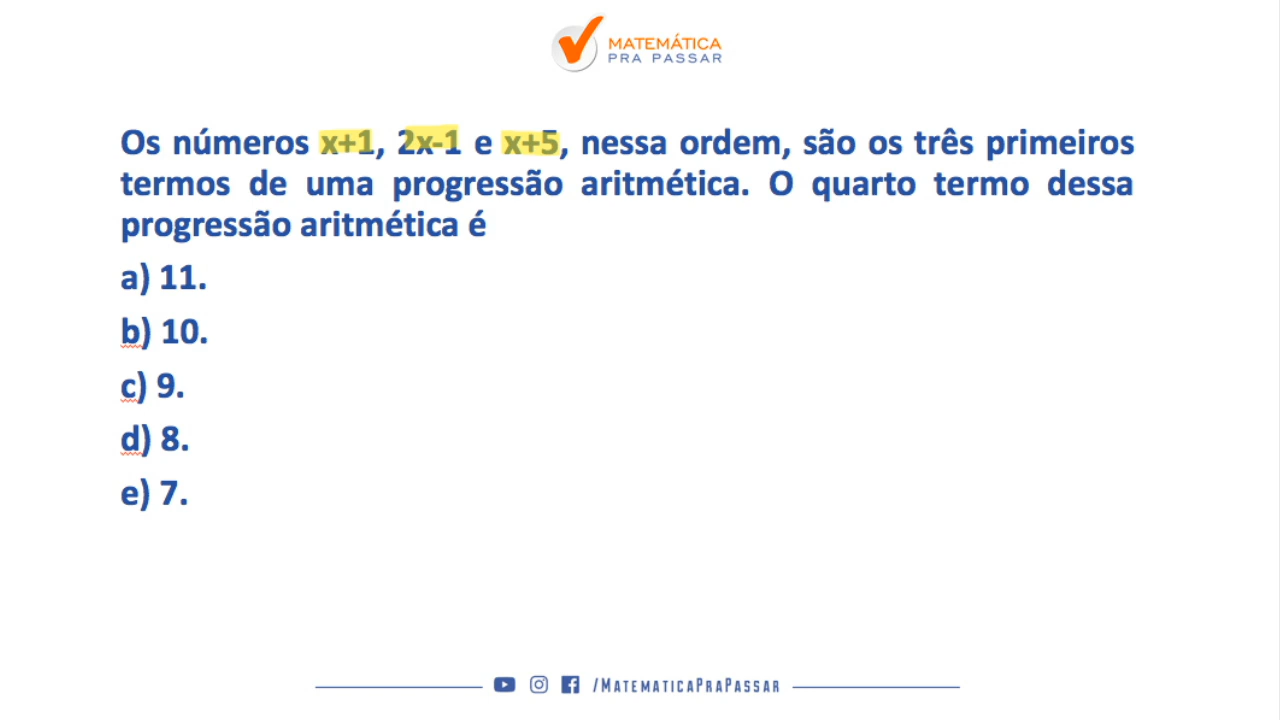 MATEMÁTICA
PRA PASSAR
Os números x+1, 2x-1 e x+5, nessa ordem, são os três primeiros
termos de uma progressão aritmética. O quarto termo dessa
progressão aritmética é
a) 11.
b) 10.
c) 9.
d) 8.
e) 7.
/MATEMATICAPRAPASSAR